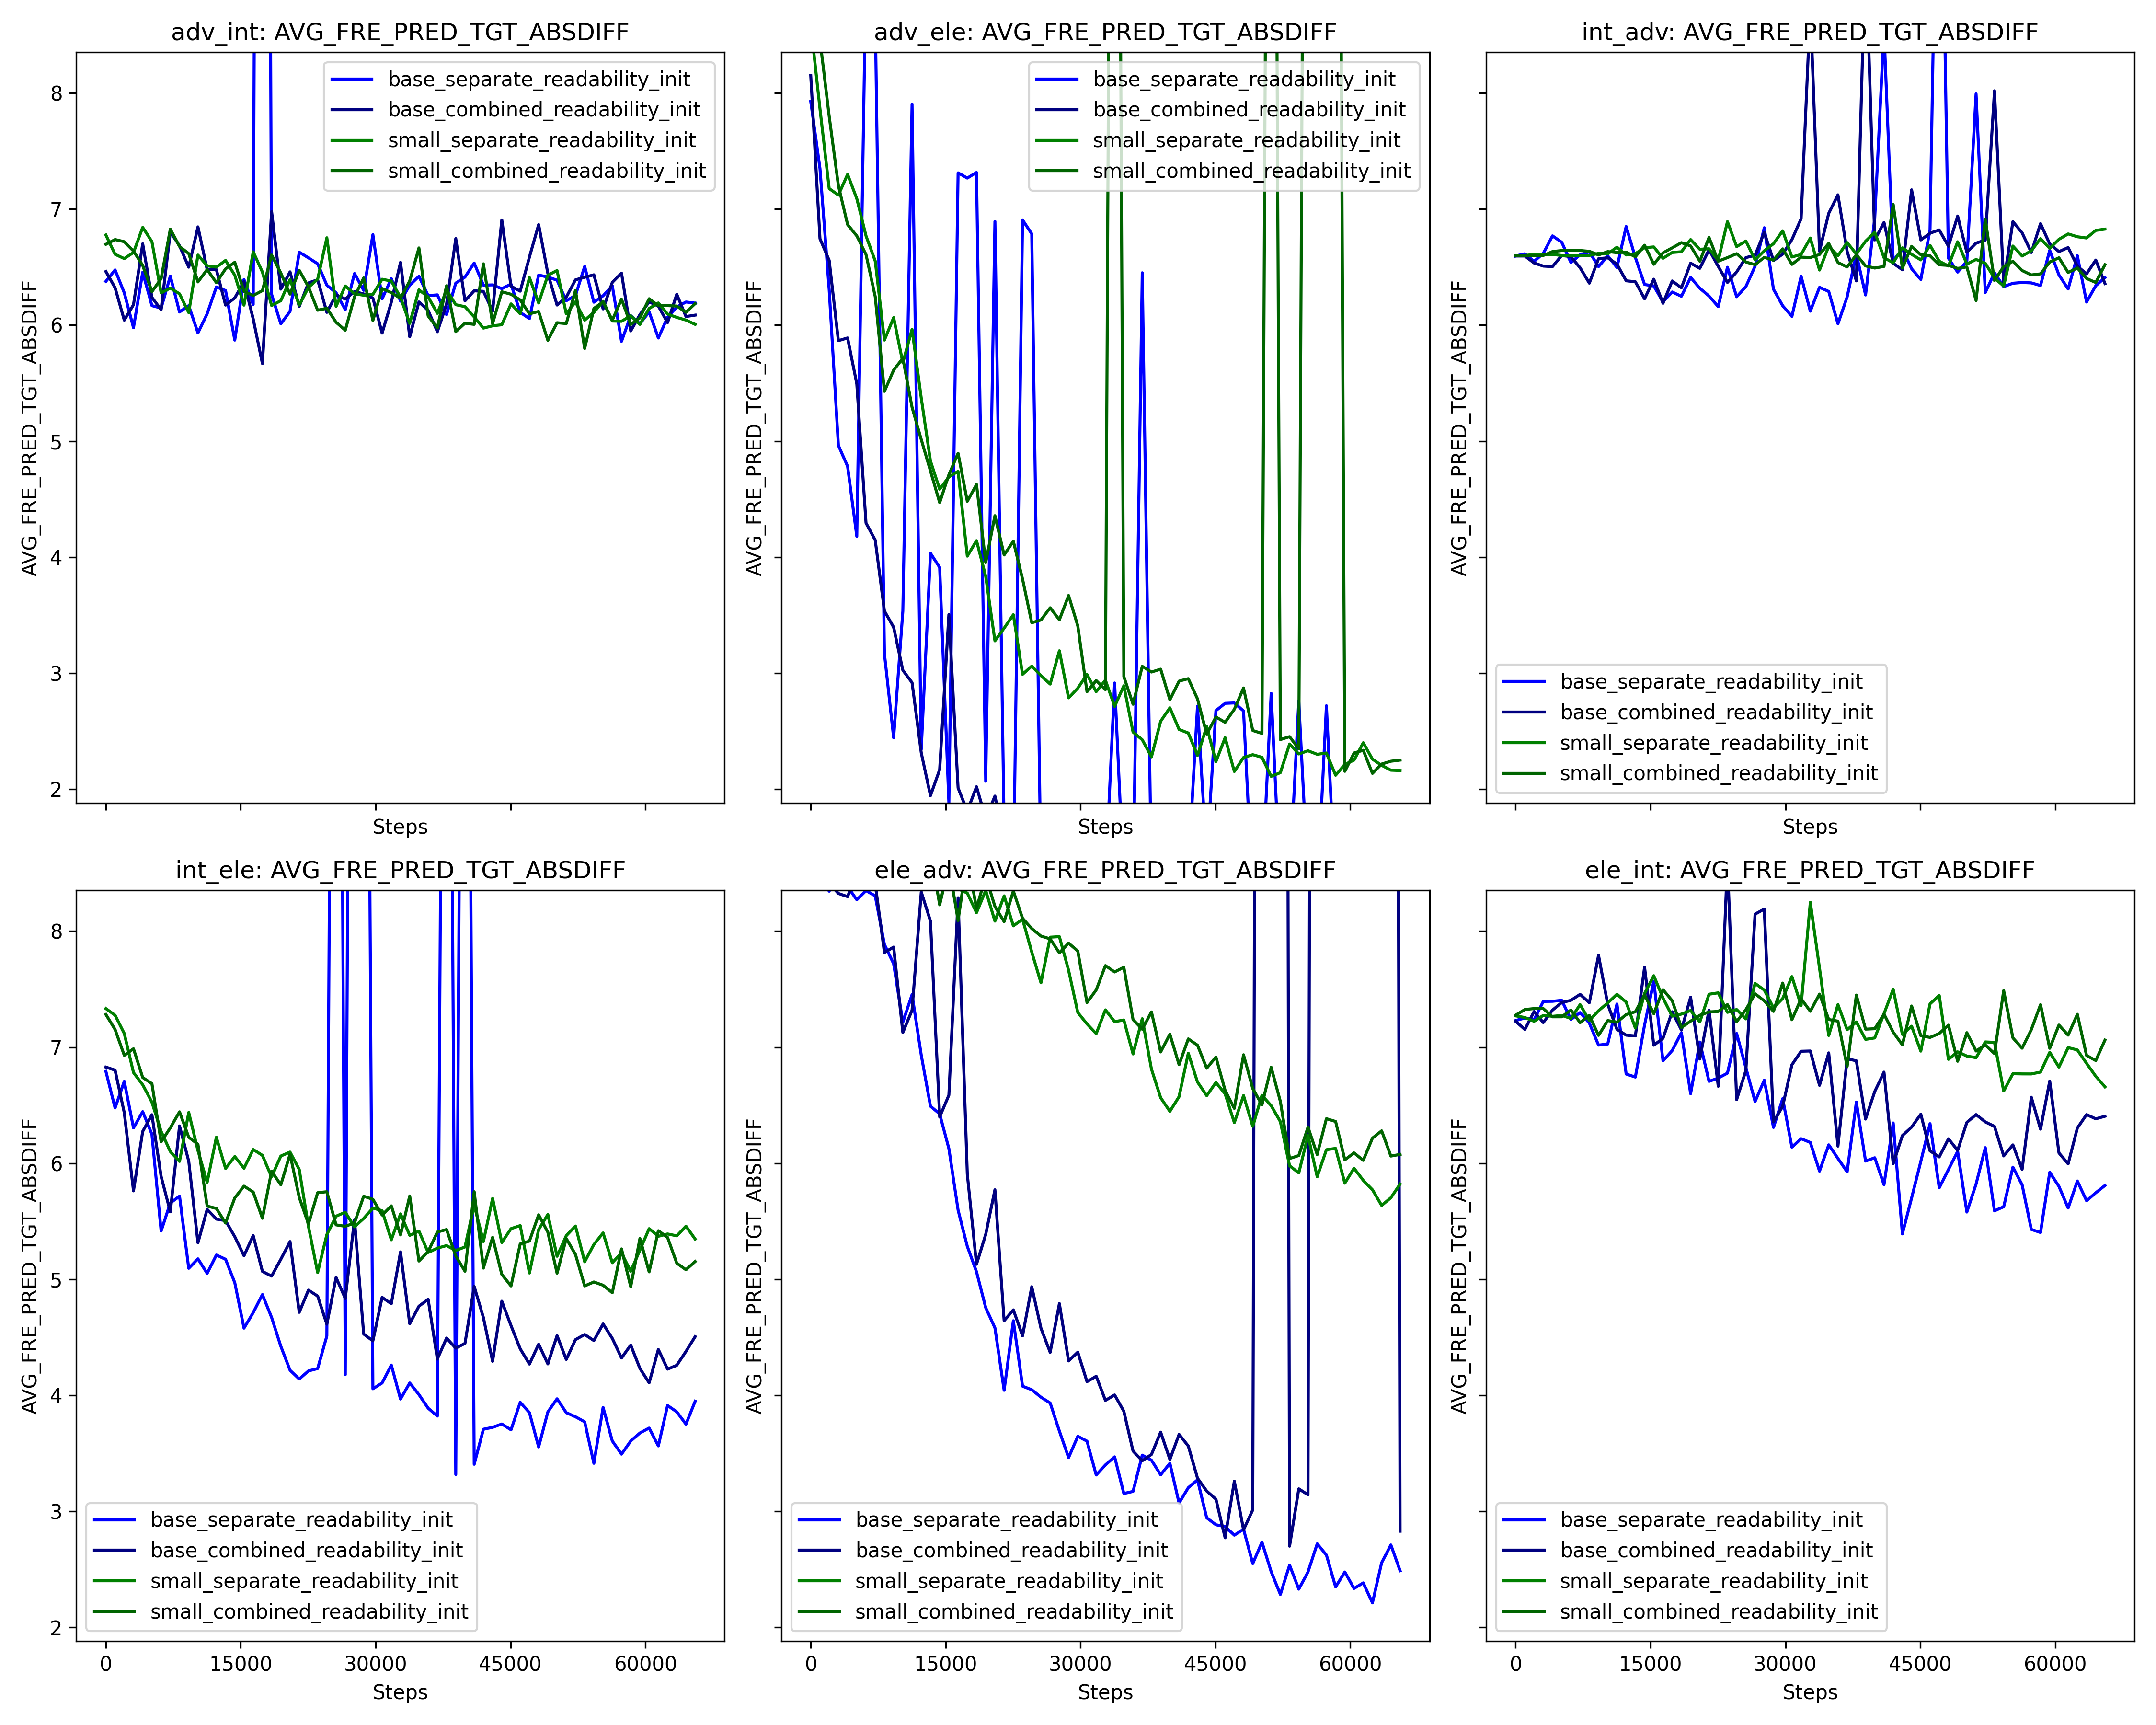 adv_int: AVG_FRE_PRED_TGT_ABSDIFF
AVG_FRE_PRED_TGT_ABSDIFF
8
7
6
5
4
3
2
base_separate_readability_init
base_combined_readability_init
small_separate_readability_init
small_combined_readability_init
Steps
adv_ele: AVG_FRE_PRED_TGT_ABSDIFF
AVG_FRE_PRED_TGT_ABSDIFF
base_separate_readability_init
base_combined_readability_init
small_separate_readability_init
small_combined_readability_init
Steps
int_adv: AVG_FRE_PRED_TGT_ABSDIFF
AVG_FRE_PRED_TGT_ABSDIFF
base_separate_readability_init
base_combined_readability_init
small_separate_readability_init
small_combined_readability_init
Steps
int_ele: AVG_FRE_PRED_TGT_ABSDIFF
AVG_FRE_PRED_TGT_ABSDIFF
8
7
6
5
4
3
2
base_separate_readability_init
base_combined_readability_init
small_separate_readability_init
small_combined_readability_init
0 15000 30000 45000 60000
Steps
ele_adv: AVG_FRE_PRED_TGT_ABSDIFF
AVG_FRE_PRED_TGT_ABSDIFF
base_separate_readability_init
base_combined_readability_init
small_separate_readability_init
small_combined_readability_init
0 15000 30000 45000 60000
Steps
ele_int: AVG_FRE_PRED_TGT_ABSDIFF
AVG_FRE_PRED_TGT_ABSDIFF
base_separate_readability_init
base_combined_readability_init
small_separate_readability_init
small_combined_readability_init
0 15000 30000 45000 60000
Steps